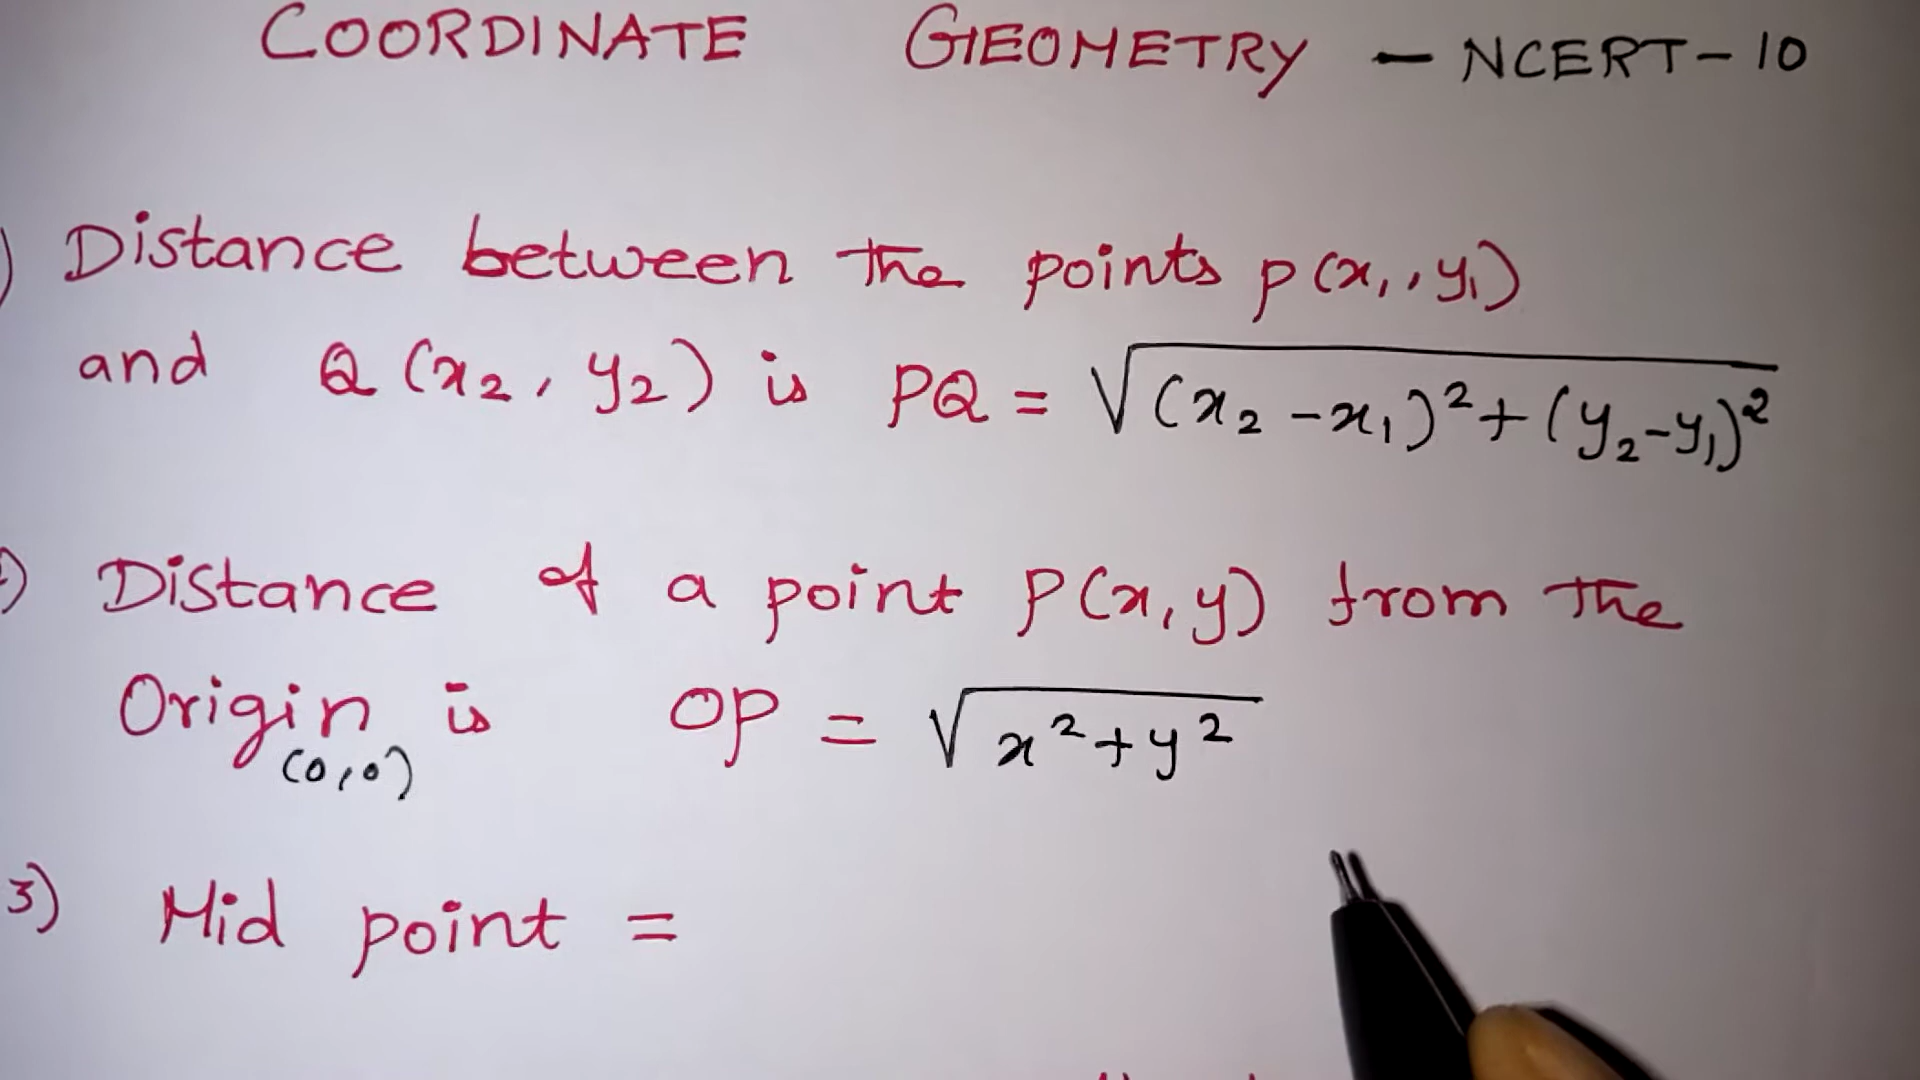 COORDINATE GEOMETRY - NCERT-10
) Distance between the points P(x₁, y₁)
and Q(x₂, y₂) is PQ = √(x₂-x₁)²+(y₂-y₁)²
) Distance of a point P(x,y) from the
Origin is OP = √x²+y²
(0,0)
3) Mid point =